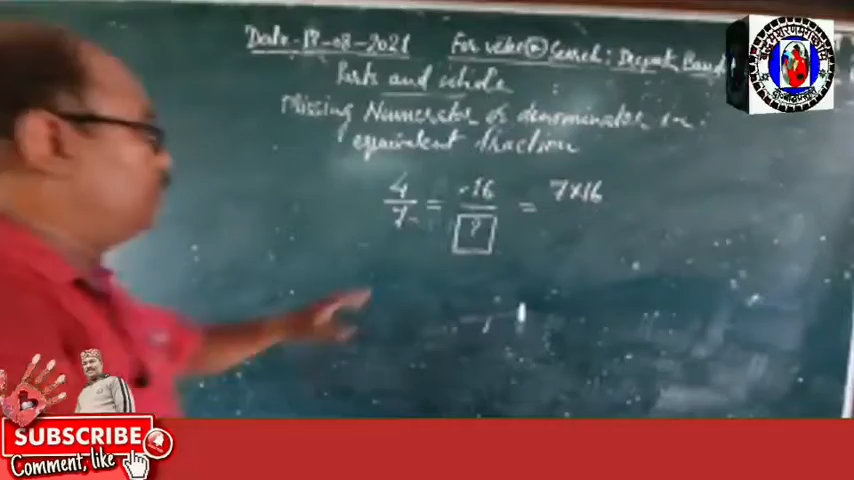 Date-17-08-2021
For video Search: Deepak
Parts and whole
Missing Numerator or denominator in
equivalent fraction
4/7 = 16/? = 7×16
SUBSCRIBE
Comment, like